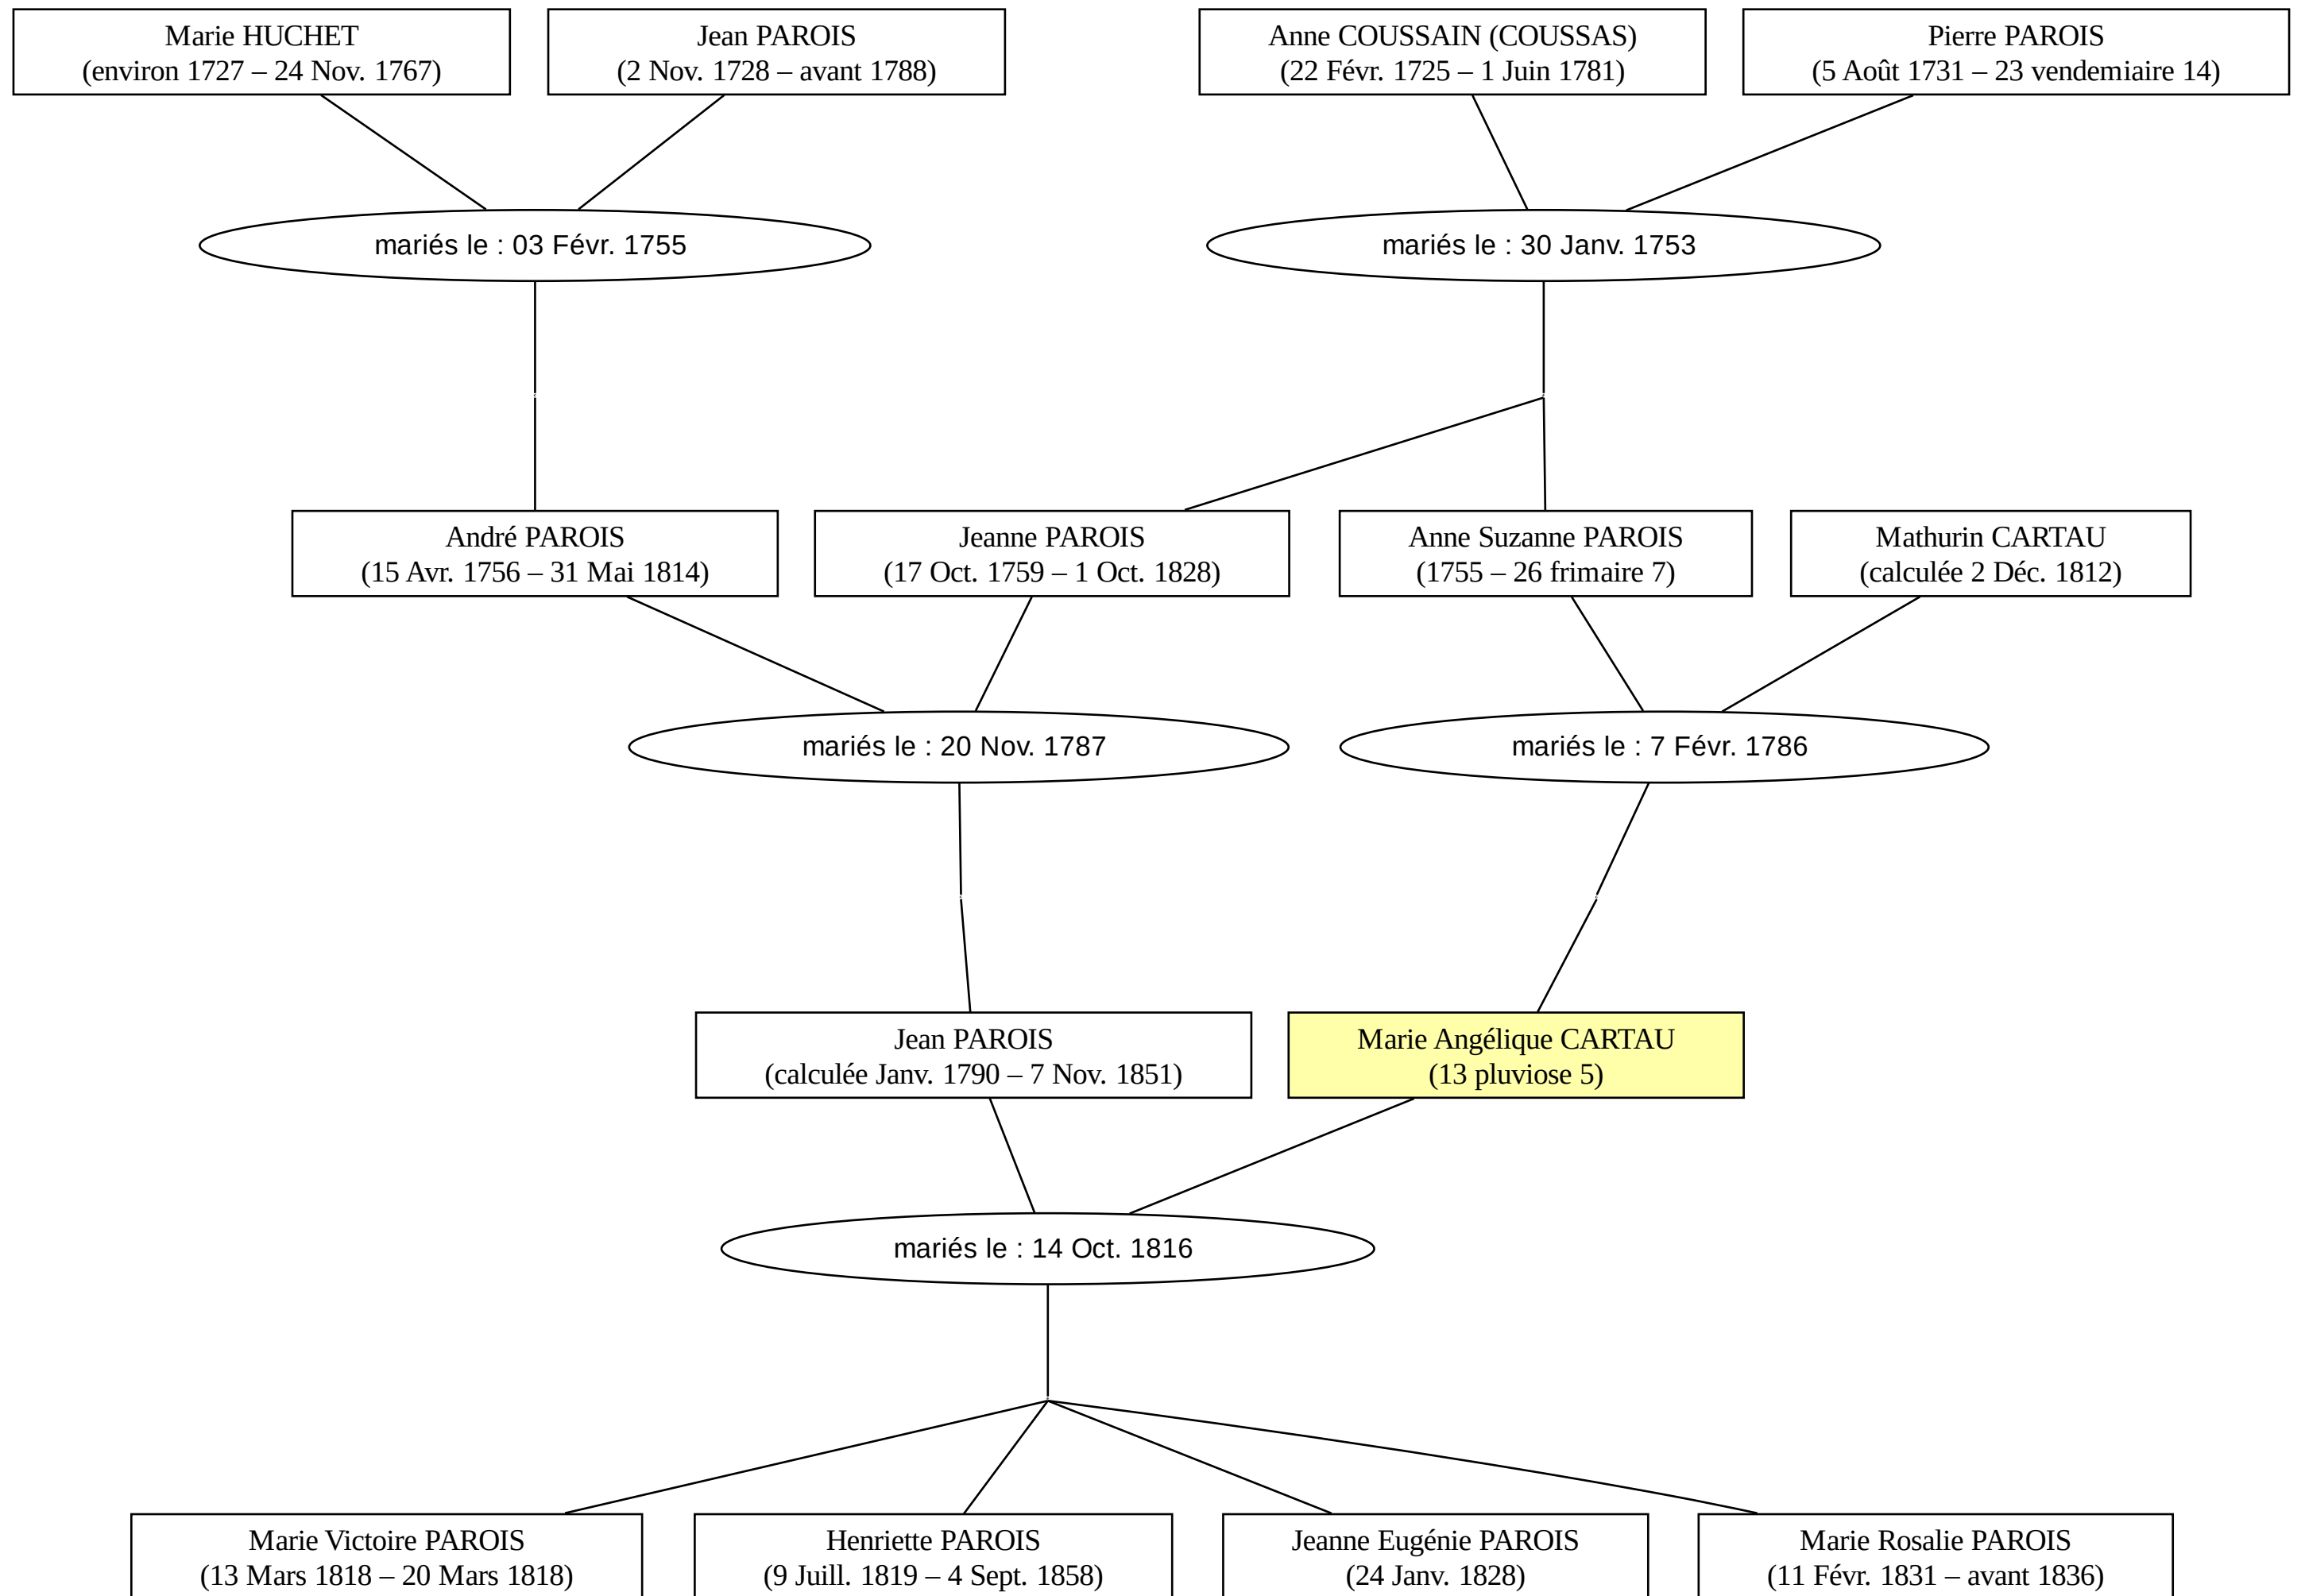 Marie HUCHET
(environ 1727 – 24 Nov. 1767)
Jean PAROIS
(2 Nov. 1728 – avant 1788)
Anne COUSSAIN (COUSSAS)
(22 Févr. 1725 – 1 Juin 1781)
Pierre PAROIS
(5 Août 1731 – 23 vendemiaire 14)
mariés le : 03 Févr. 1755
mariés le : 30 Janv. 1753
André PAROIS
(15 Avr. 1756 – 31 Mai 1814)
Jeanne PAROIS
(17 Oct. 1759 – 1 Oct. 1828)
Anne Suzanne PAROIS
(1755 – 26 frimaire 7)
Mathurin CARTAU
(calculée 2 Déc. 1812)
mariés le : 20 Nov. 1787
mariés le : 7 Févr. 1786
Jean PAROIS
(calculée Janv. 1790 – 7 Nov. 1851)
Marie Angélique CARTAU
(13 pluviose 5)
mariés le : 14 Oct. 1816
Marie Victoire PAROIS
(13 Mars 1818 – 20 Mars 1818)
Henriette PAROIS
(9 Juill. 1819 – 4 Sept. 1858)
Jeanne Eugénie PAROIS
(24 Janv. 1828)
Marie Rosalie PAROIS
(11 Févr. 1831 – avant 1836)